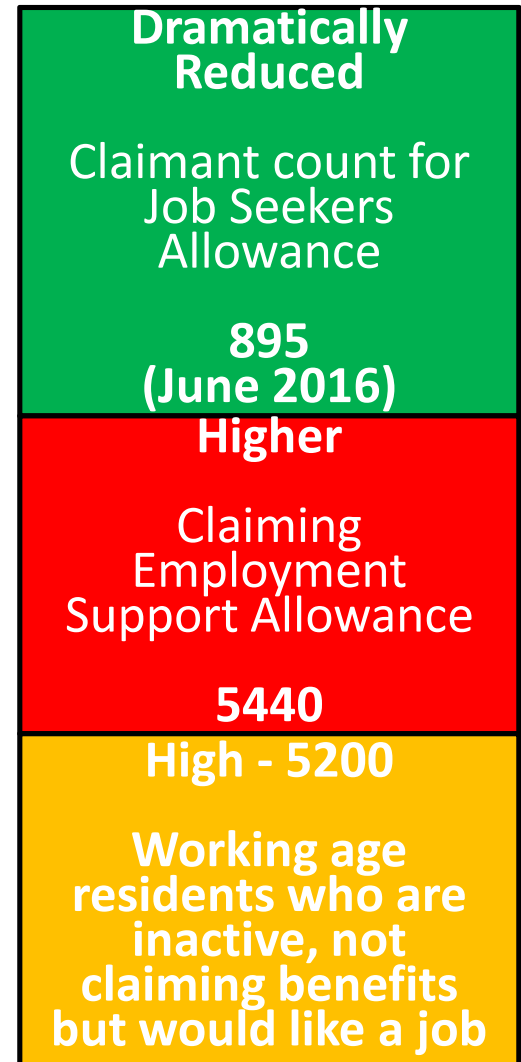 Dramatically
Reduced
Claimant count for
Job Seekers
Allowance
895
(June 2016)
Higher
Claiming
Employment
Support Allowance
5440
High - 5200
Working age
residents who are
inactive, not
claiming benefits
but would like a job